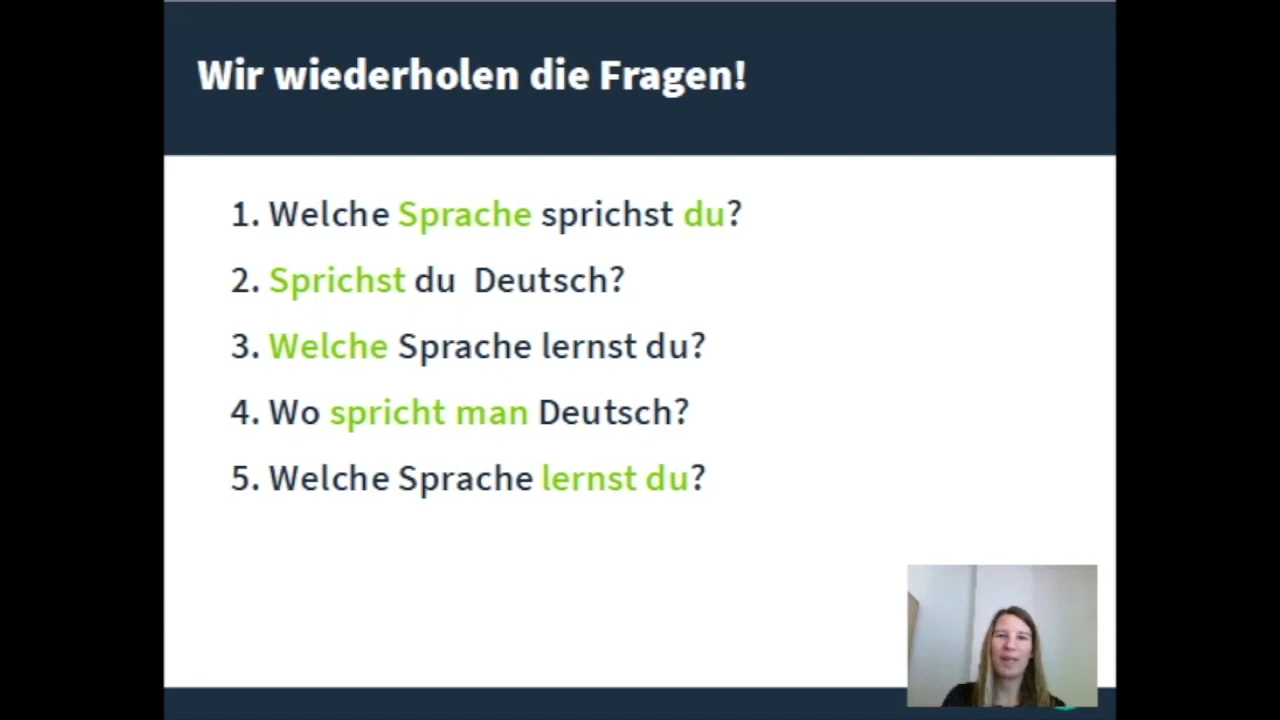 Wir wiederholen die Fragen!
1. Welche Sprache sprichst du?
2. Sprichst du Deutsch?
3. Welche Sprache lernst du?
4. Wo spricht man Deutsch?
5. Welche Sprache lernst du?